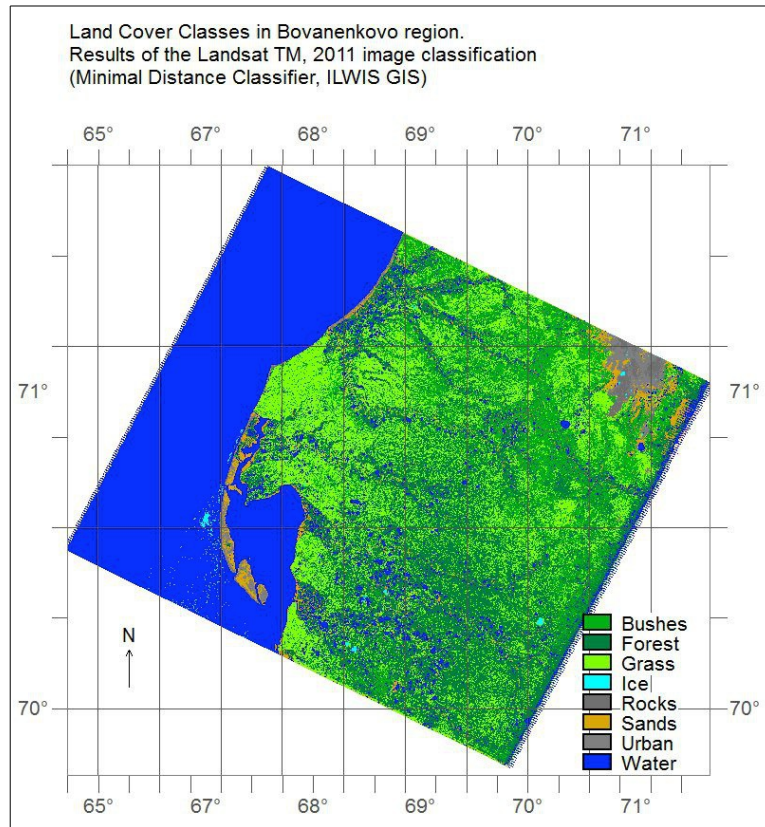 Land Cover Classes in Bovanenkovo region.
Results of the Landsat TM, 2011 image classification
(Minimal Distance Classifier, ILWIS GIS)
65° 67° 68° 69° 70° 71°
71° 71°
N
Bushes
Forest
Grass
Ice
Rocks
Sands
Urban
Water
70° 70°
65° 67° 68° 69° 70° 71°